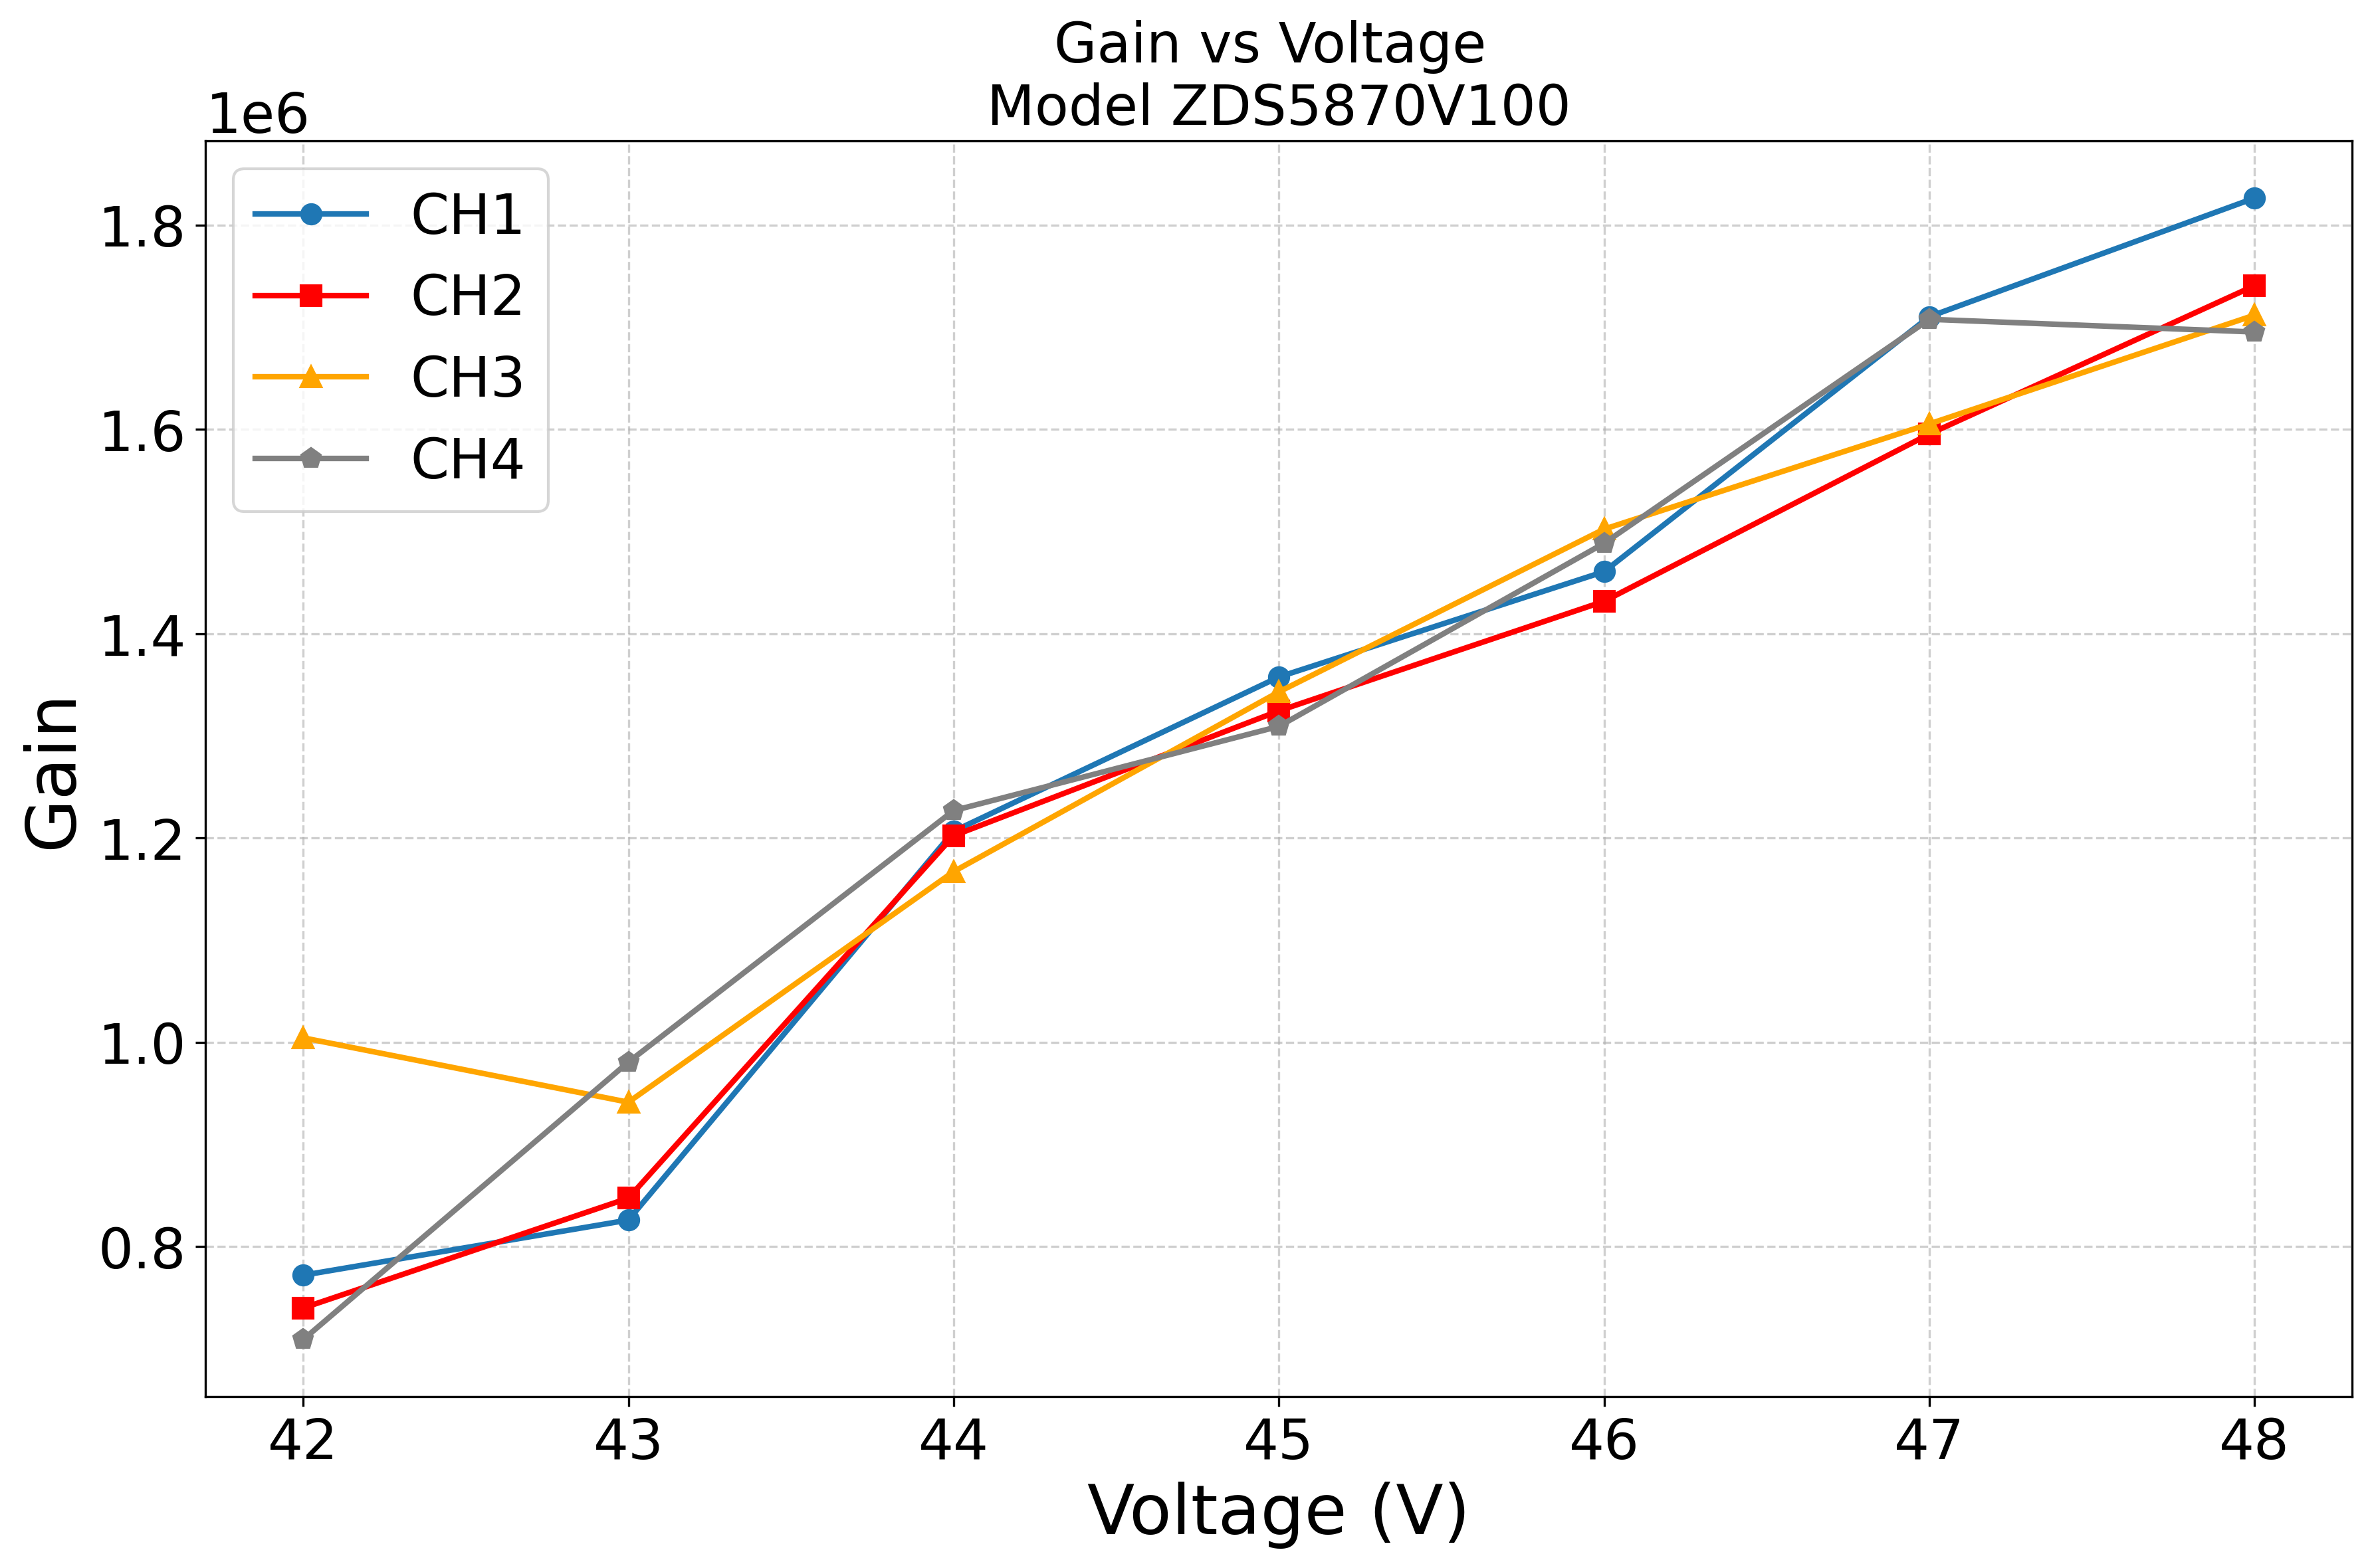 Gain vs Voltage
Model ZDS5870V100
1e6
CH1
CH2
CH3
CH4
1.8
1.6
1.4
1.2
1.0
0.8
Gain
42 43 44 45 46 47 48
Voltage (V)